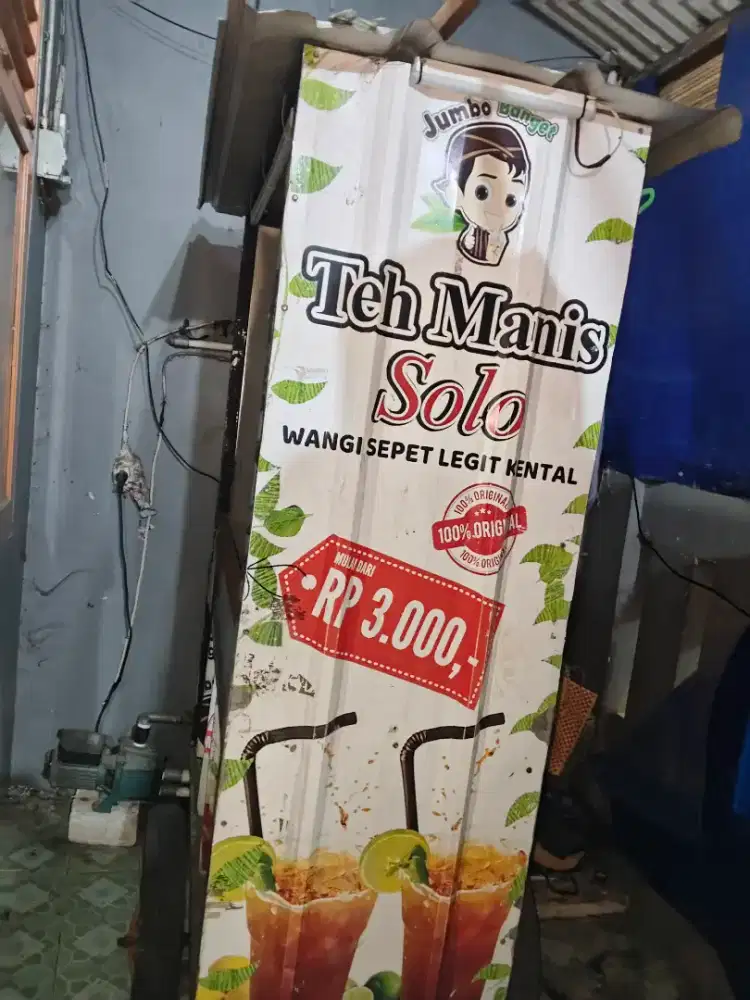 Jumbo Banget
Teh Manis
Solo
WANGI SEPET LEGIT KENTAL
100% ORIGINAL
100% ORIGINAL
100% ORIGINAL
MULAI DARI
RP 3.000,-